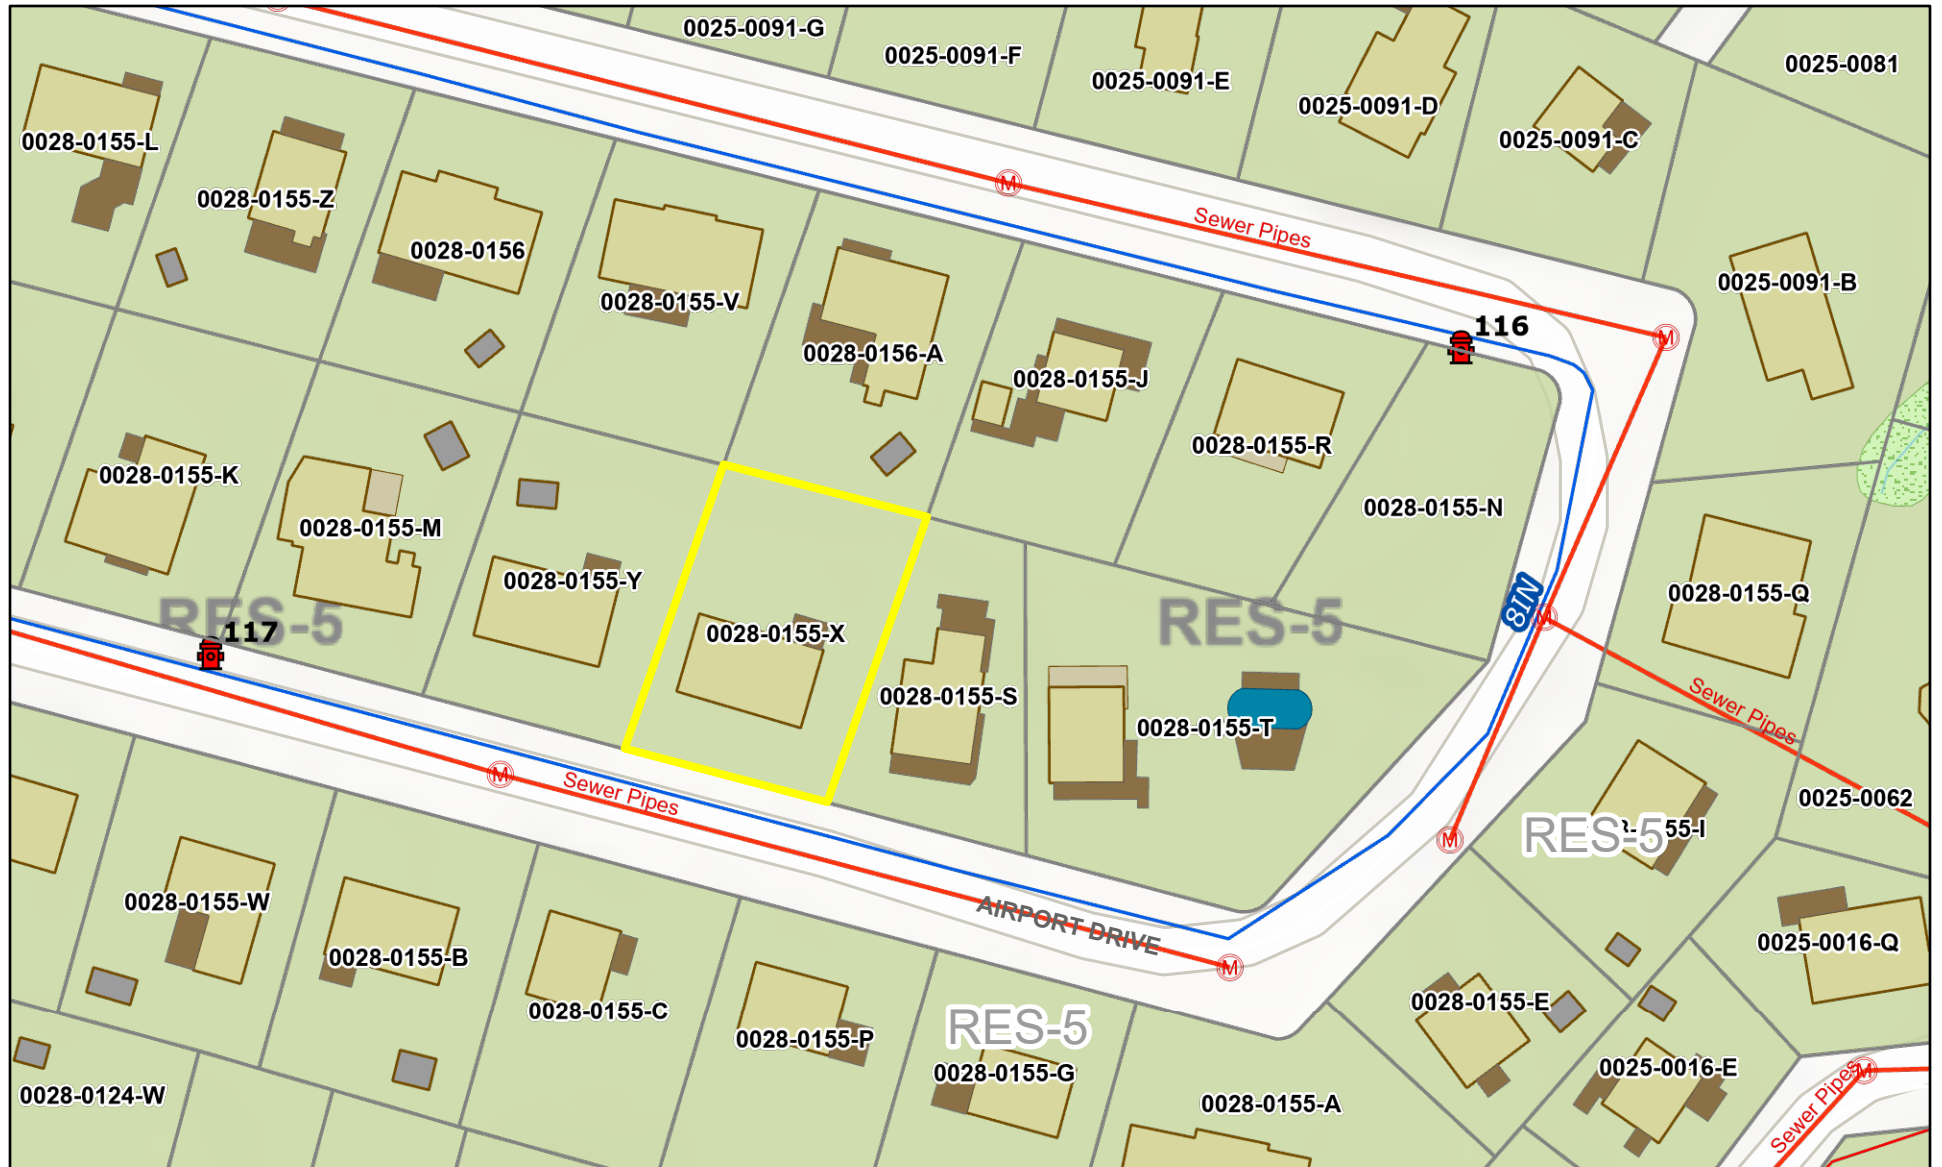 0025-0091-G
0025-0091-F
0025-0081
0025-0091-E
0025-0091-D
0025-0091-C
0028-0155-L
M
0028-0155-Z
Sewer Pipes
0028-0156
0025-0091-B
0028-0155-V
116
M
0028-0156-A
0028-0155-J
0028-0155-R
0028-0155-K
0028-0155-N
0028-0155-M
0028-0155-Y
0028-0155-Q
8IN
M
RES-5
RES-5
117
0028-0155-X
0028-0155-S
Sewer Pipes
0028-0155-T
M
Sewer Pipes
0025-0062
RES-5
55-I
M
0028-0155-W
AIRPORT DRIVE
0025-0016-Q
0028-0155-B
M
0028-0155-E
0028-0155-C
RES-5
0028-0155-P
0028-0155-G
0025-0016-E
M
0028-0124-W
0028-0155-A
Sewer Pipes